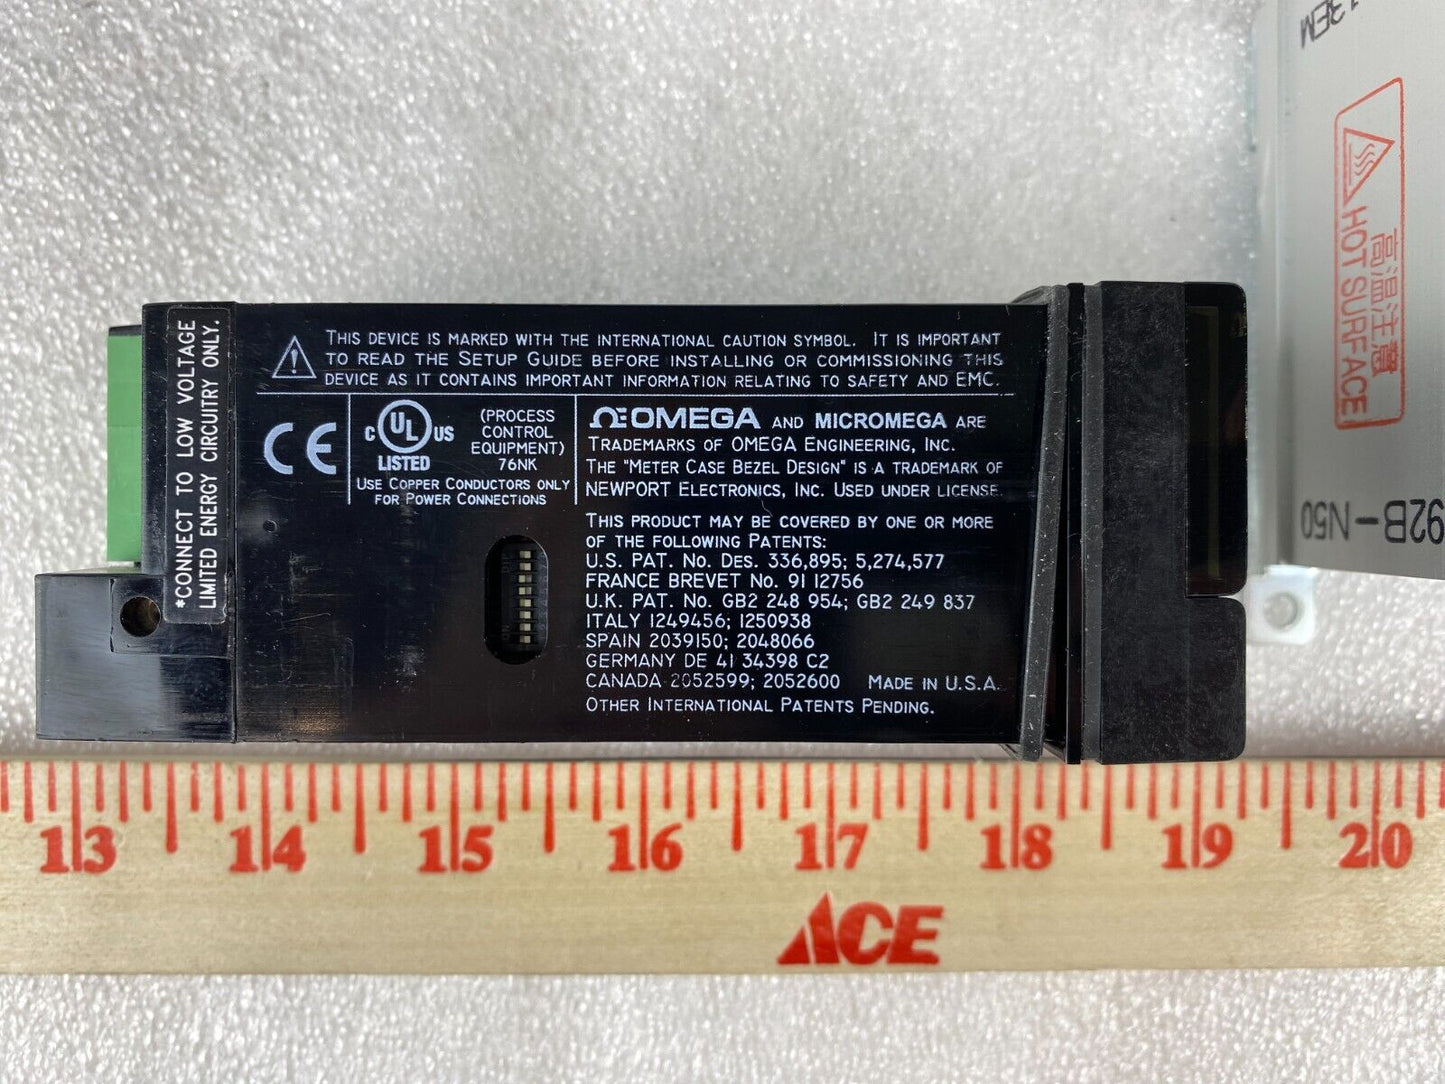 *CONNECT TO LOW VOLTAGE
LIMITED ENERGY CIRCUITRY ONLY.
THIS DEVICE IS MARKED WITH THE INTERNATIONAL CAUTION SYMBOL. IT IS IMPORTANT
TO READ THE SETUP GUIDE BEFORE INSTALLING OR COMMISSIONING THIS
DEVICE AS IT CONTAINS IMPORTANT INFORMATION RELATING TO SAFETY AND EMC.
CE
C UL US
LISTED
(PROCESS
CONTROL
EQUIPMENT)
76NK
USE COPPER CONDUCTORS ONLY
FOR POWER CONNECTIONS
ΩE OMEGA AND MICROMEGA ARE
TRADEMARKS OF OMEGA ENGINEERING, INC.
THE "METER CASE BEZEL DESIGN" IS A TRADEMARK OF
NEWPORT ELECTRONICS, INC. USED UNDER LICENSE.
THIS PRODUCT MAY BE COVERED BY ONE OR MORE
OF THE FOLLOWING PATENTS:
U.S. PAT. NO. DES. 336,895; 5,274,577
FRANCE BREVET NO. 91 12756
U.K. PAT. NO. GB2 248 954; GB2 249 837
ITALY 1249456; 1250938
SPAIN 2039150; 2048066
GERMANY DE 41 34398 C2
CANADA 2052599; 2052600 MADE IN U.S.A.
OTHER INTERNATIONAL PATENTS PENDING.
13EM
高温注意
HOT SURFACE
92B-N50
13 14 15 16 17 18 19 20
ACE